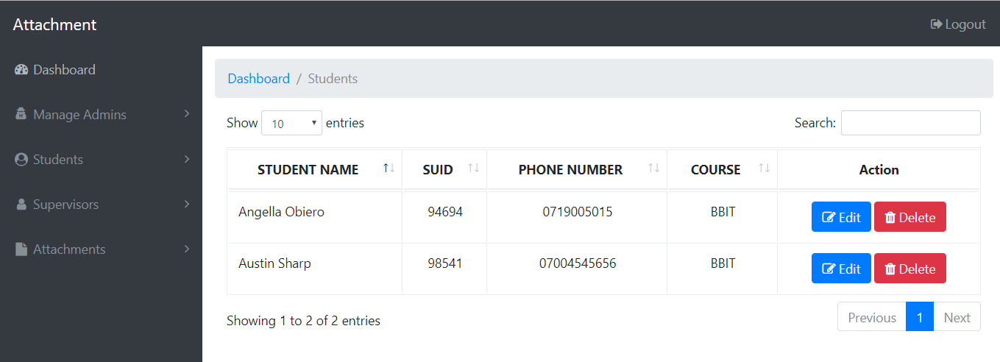 Attachment Logout
Dashboard
Manage Admins
Students
Supervisors
Attachments
Dashboard / Students
Show 10 entries Search:
STUDENT NAME SUID PHONE NUMBER COURSE Action
Angella Obiero 94694 0719005015 BBIT Edit Delete
Austin Sharp 98541 07004545656 BBIT Edit Delete
Showing 1 to 2 of 2 entries Previous 1 Next